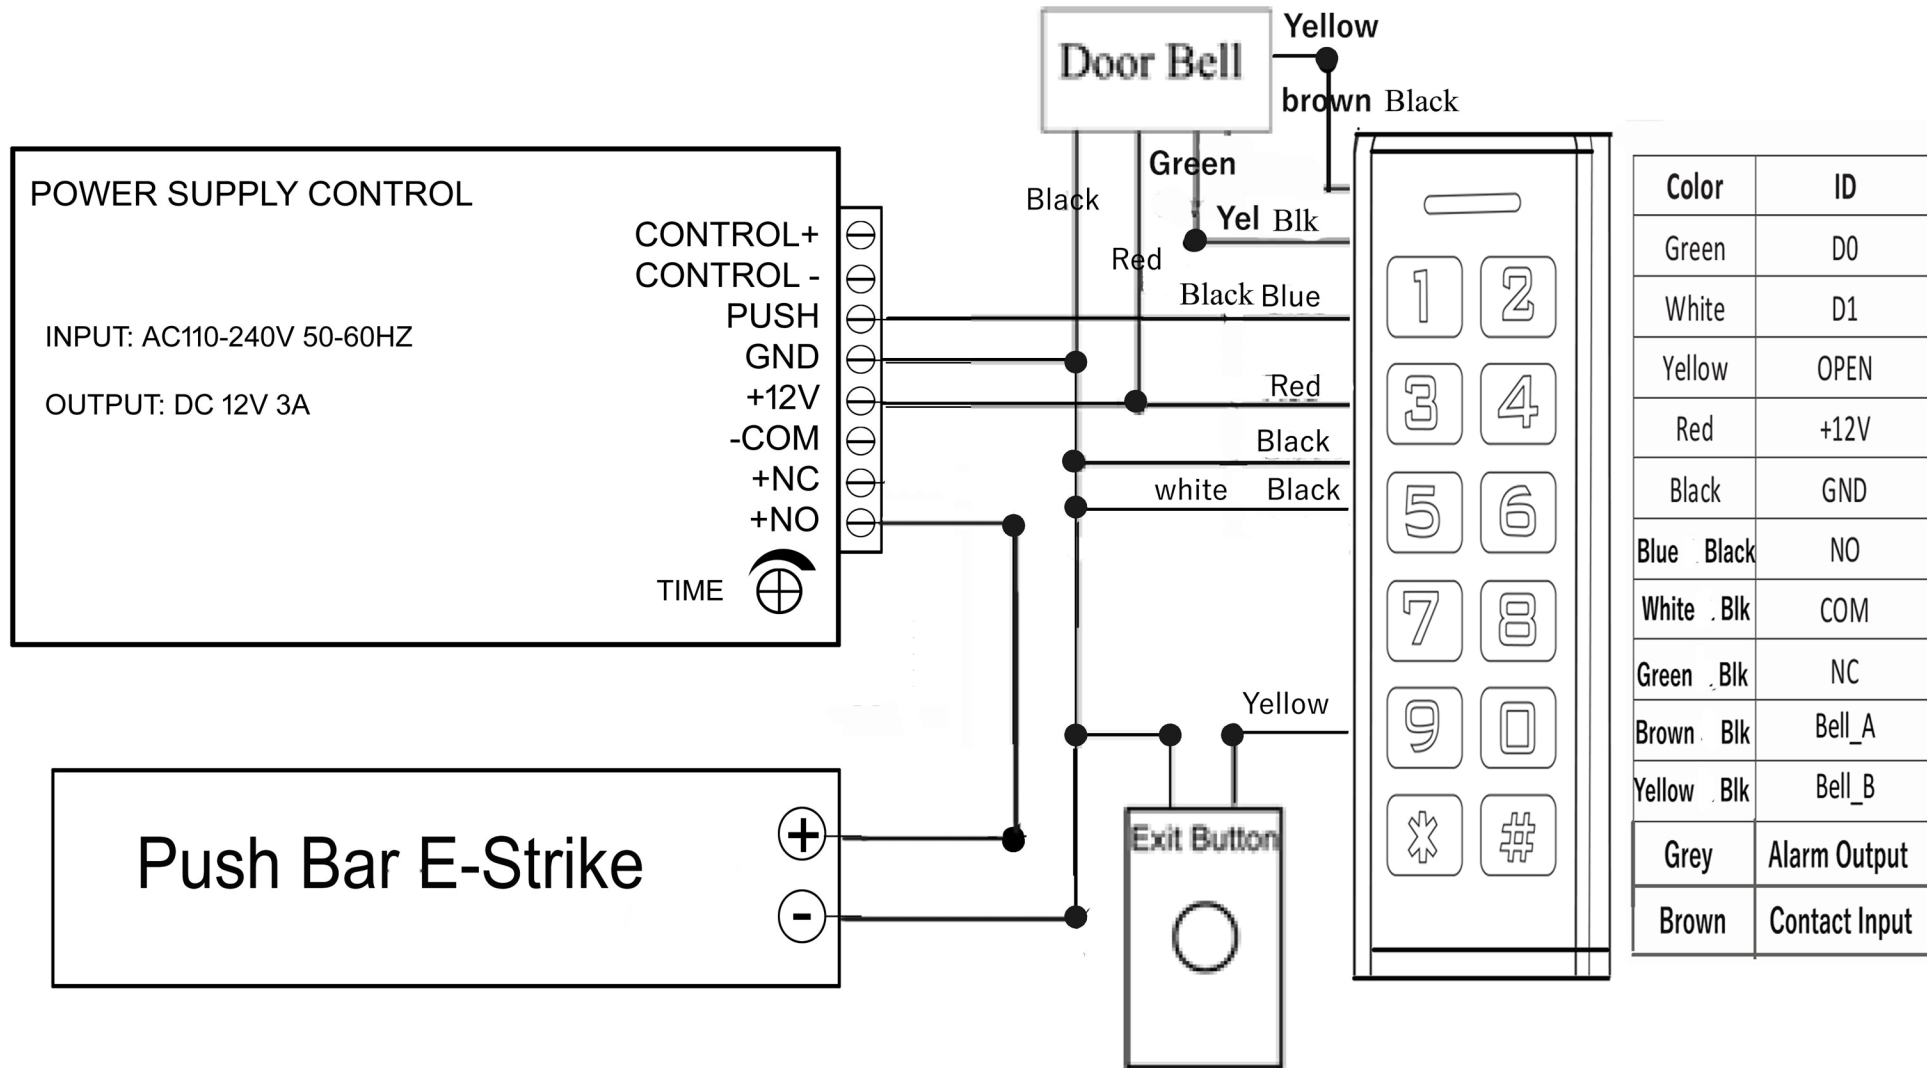 Door Bell
Yellow
brown Black
Green
Black
Yel Blk
Red
Black Blue
Red
Black
white Black
Yellow
POWER SUPPLY CONTROL
INPUT: AC110-240V 50-60HZ
OUTPUT: DC 12V 3A
CONTROL+
CONTROL -
PUSH
GND
+12V
-COM
+NC
+NO
TIME
Push Bar E-Strike
+
-
Exit Button
1 2
3 4
5 6
7 8
9 0
* #
Color ID
Green D0
White D1
Yellow OPEN
Red +12V
Black GND
Blue Black NO
White . Blk COM
Green . Blk NC
Brown Blk Bell_A
Yellow . Blk Bell_B
Grey Alarm Output
Brown Contact Input